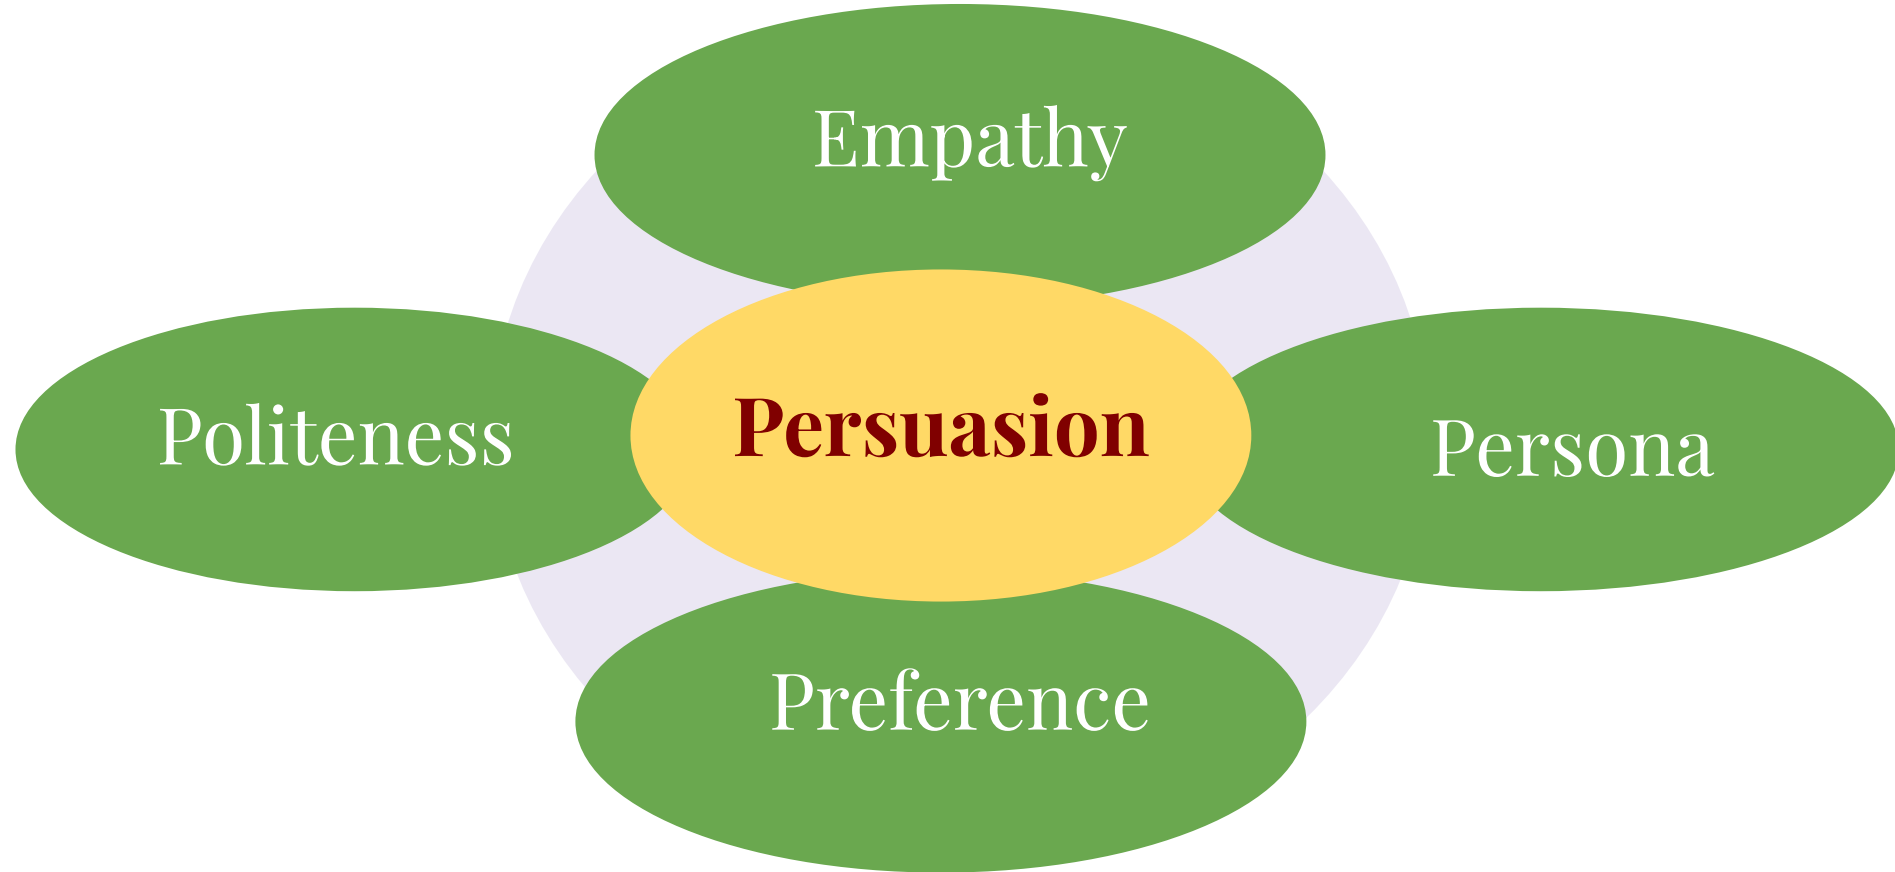 Empathy
Politeness
Persuasion
Persona
Preference